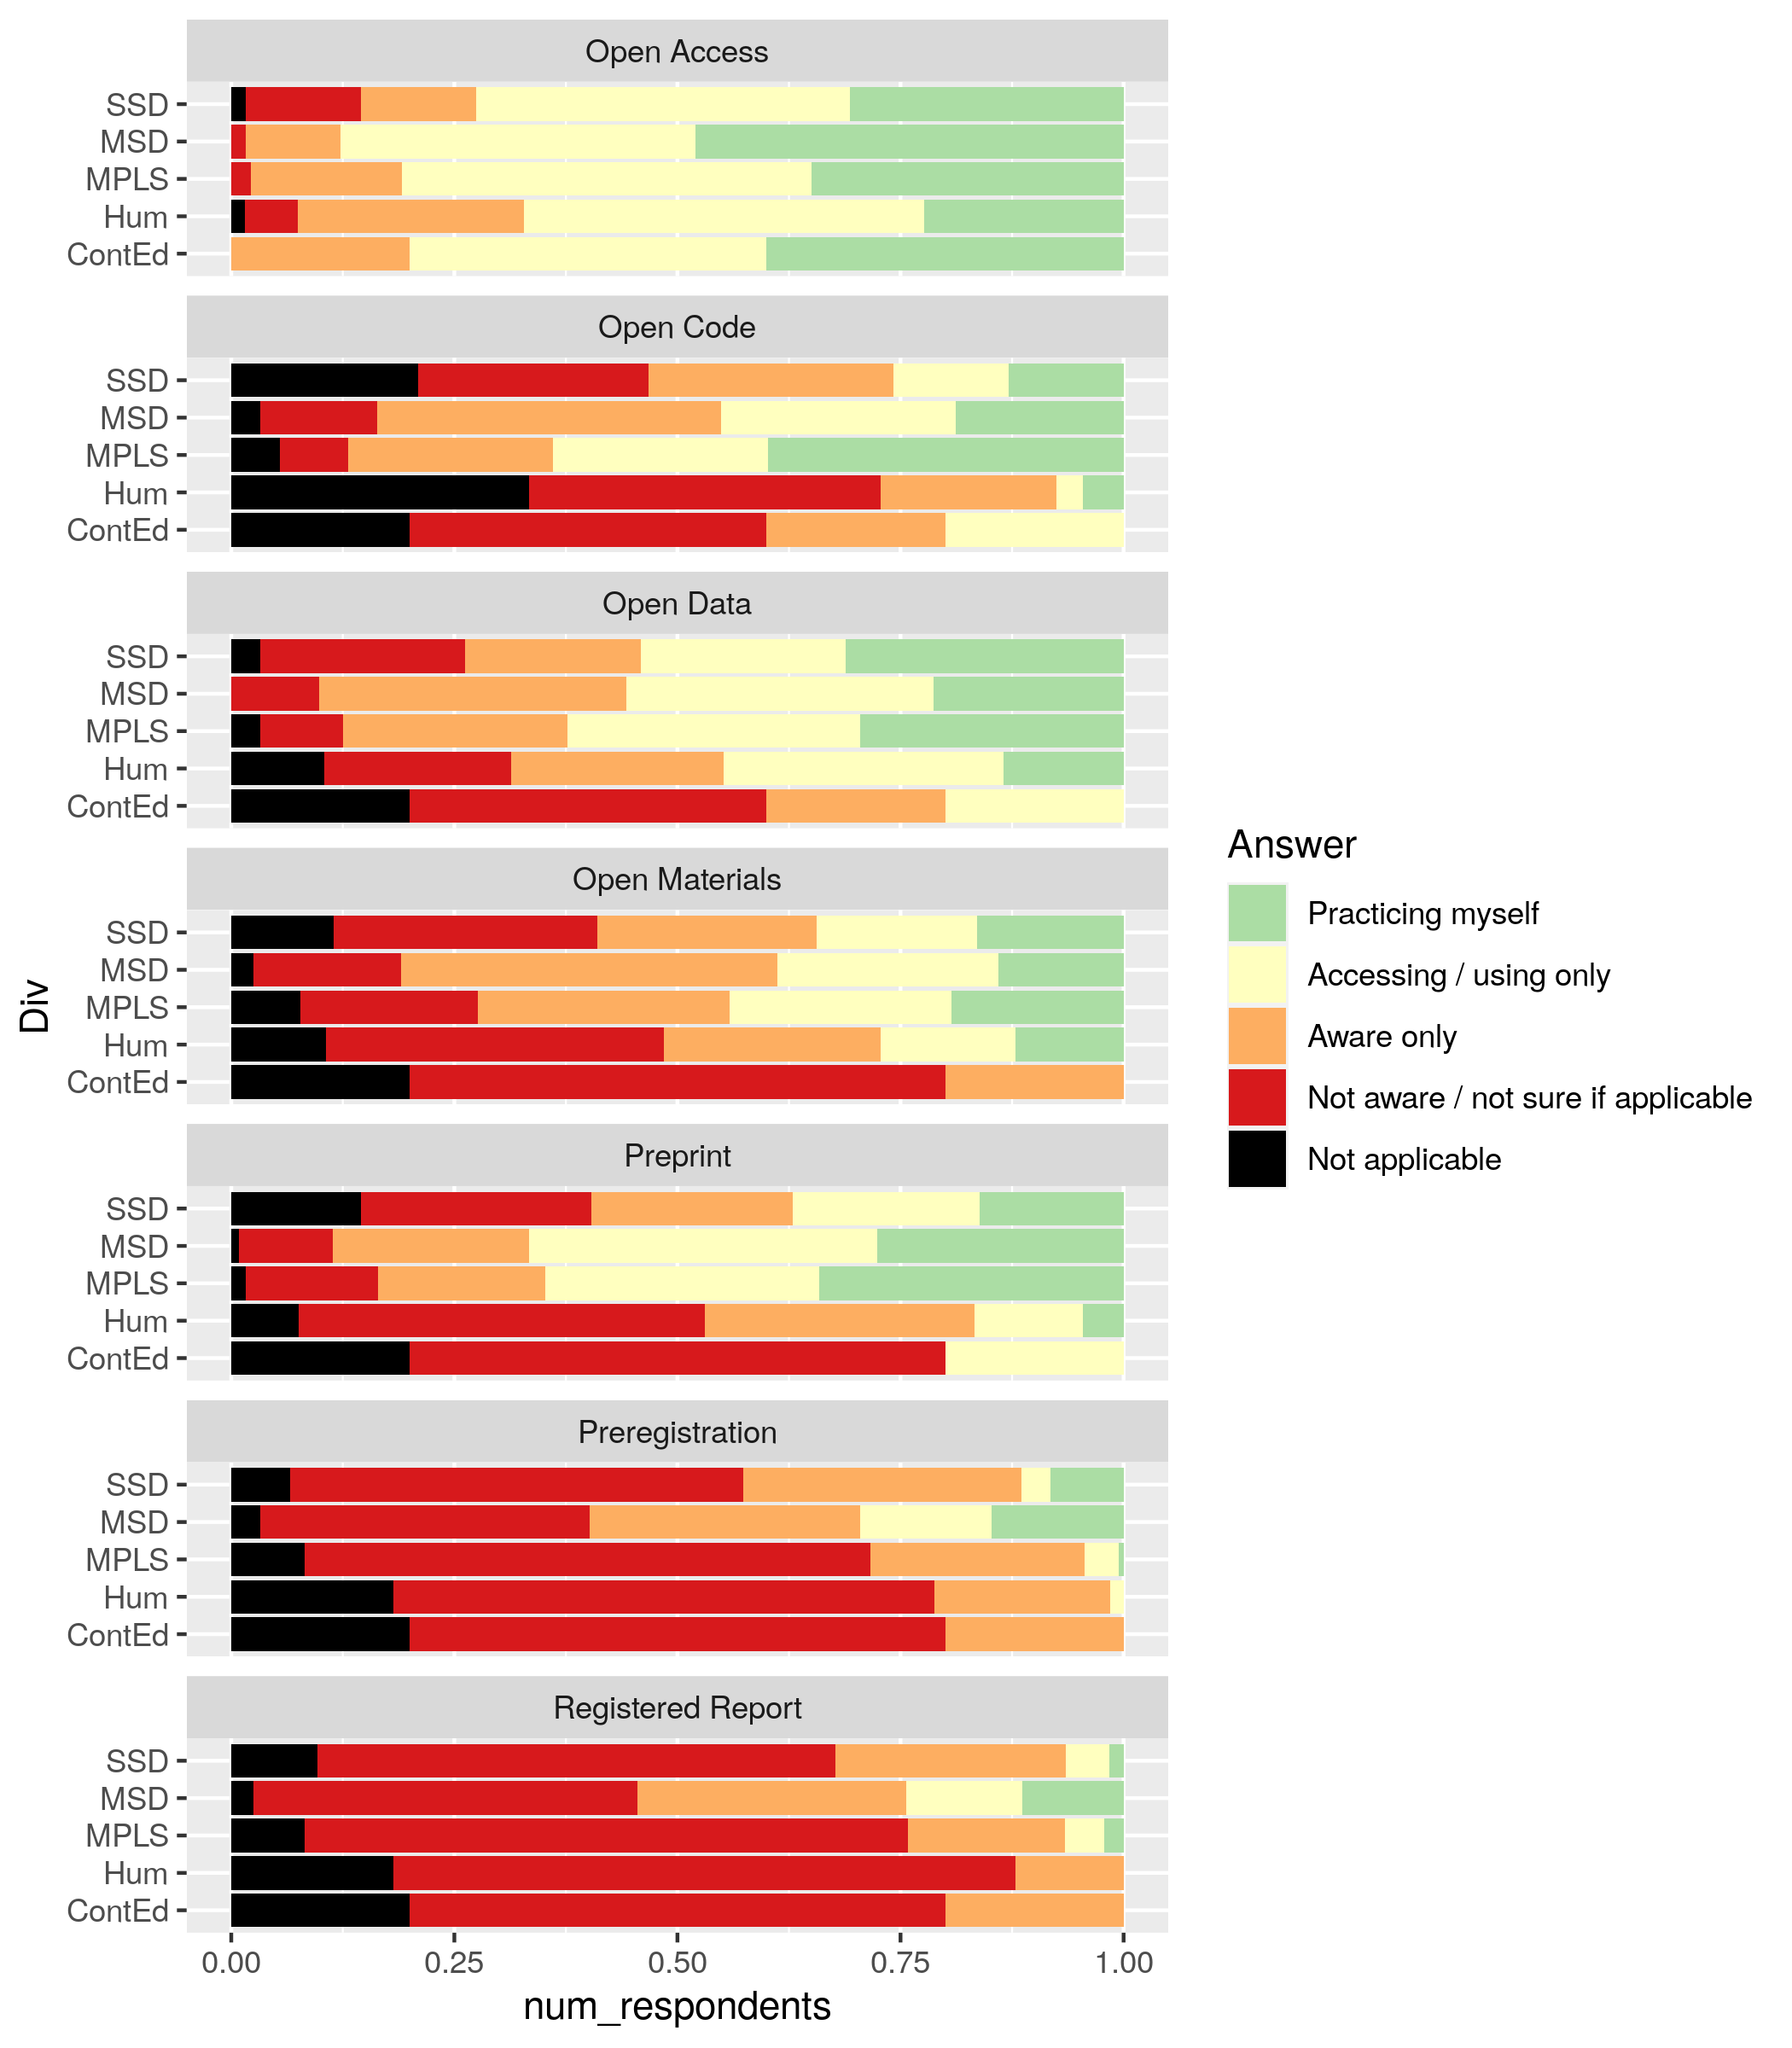 Open Access
SSD
MSD
MPLS
Hum
ContEd
Open Code
SSD
MSD
MPLS
Hum
ContEd
Open Data
SSD
MSD
MPLS
Hum
ContEd
Open Materials
SSD
MSD
MPLS
Hum
ContEd
Preprint
SSD
MSD
MPLS
Hum
ContEd
Preregistration
SSD
MSD
MPLS
Hum
ContEd
Registered Report
SSD
MSD
MPLS
Hum
ContEd
0.00 0.25 0.50 0.75 1.00
num_respondents
Div
Answer
Practicing myself
Accessing / using only
Aware only
Not aware / not sure if applicable
Not applicable